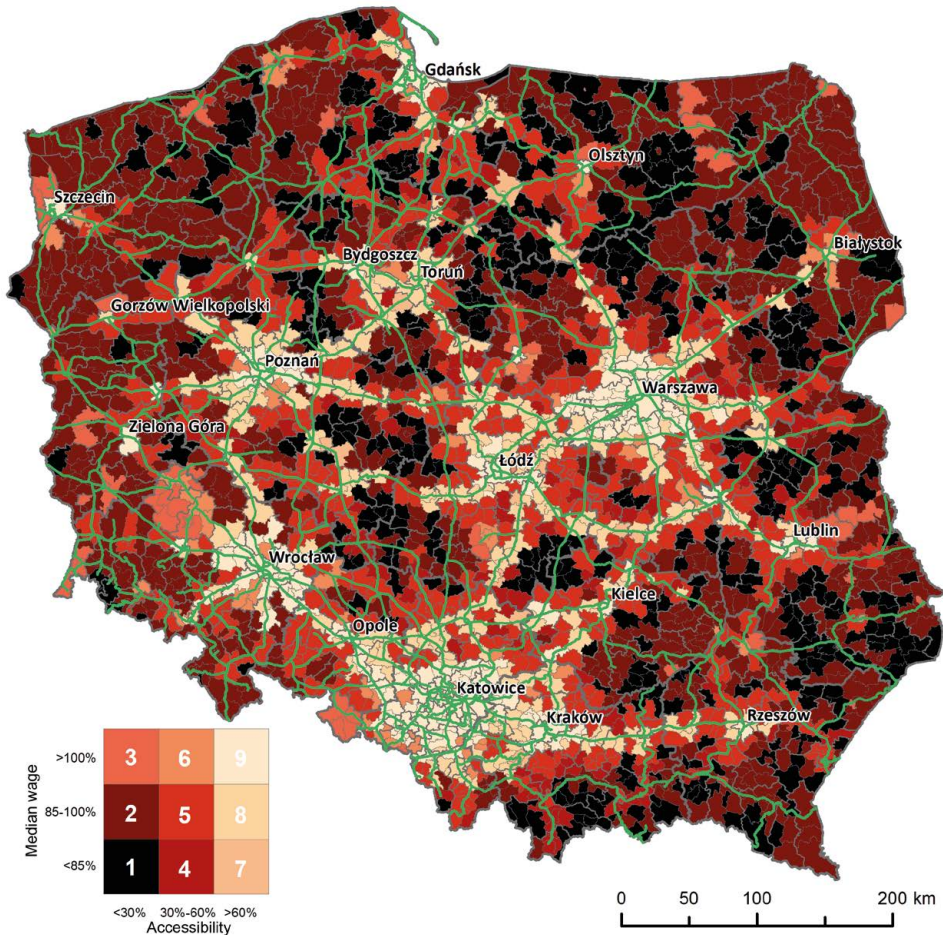 Gdańsk
Olsztyn
Szczecin
Białystok
Bydgoszcz
Toruń
Gorzów Wielkopolski
Poznań
Warszawa
Zielona Góra
Łódź
Lublin
Wrocław
Kielce
Opole
Katowice
Kraków
Rzeszów
Median wage
>100%
3
6
9
85-100%
2
5
8
<85%
1
4
7
<30%
30%-60%
>60%
Accessibility
0
50
100
200 km